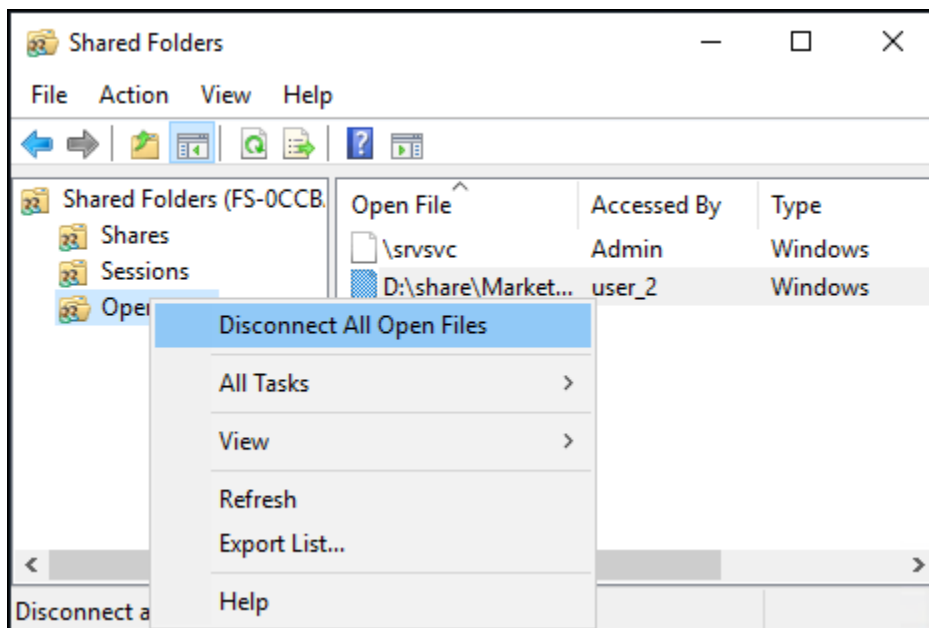 Shared Folders
File Action View Help
Shared Folders (FS-0CCB.
Shares
Sessions
Ope
Open File Accessed By Type
\srvsvc Admin Windows
D:\share\Market... user_2 Windows
Disconnect All Open Files
All Tasks
View
Refresh
Export List...
Help
Disconnect a